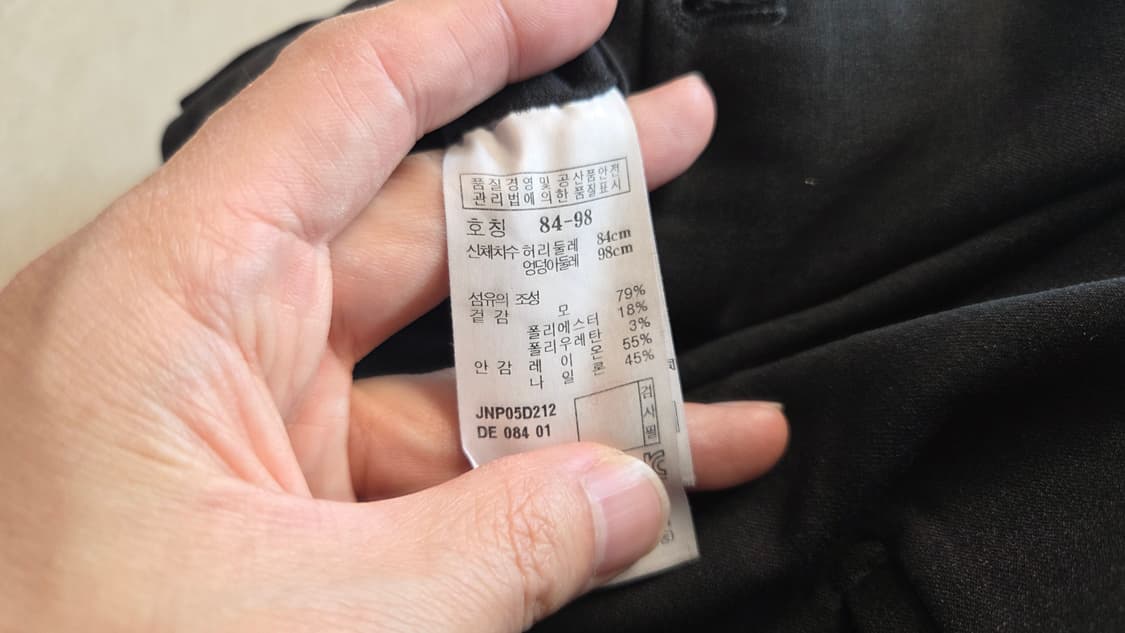 품질경영및 공산품안전
관리법에의한 품질표시
호칭 84-98
신체치수 허리둘레 84cm
엉덩아둘레 98cm
섬유의 조성
겉감 모 79%
폴리에스터 18%
폴리우레탄 3%
안감 레이온 55%
나일론 45%
JNP05D212
DE 084 01
검사필